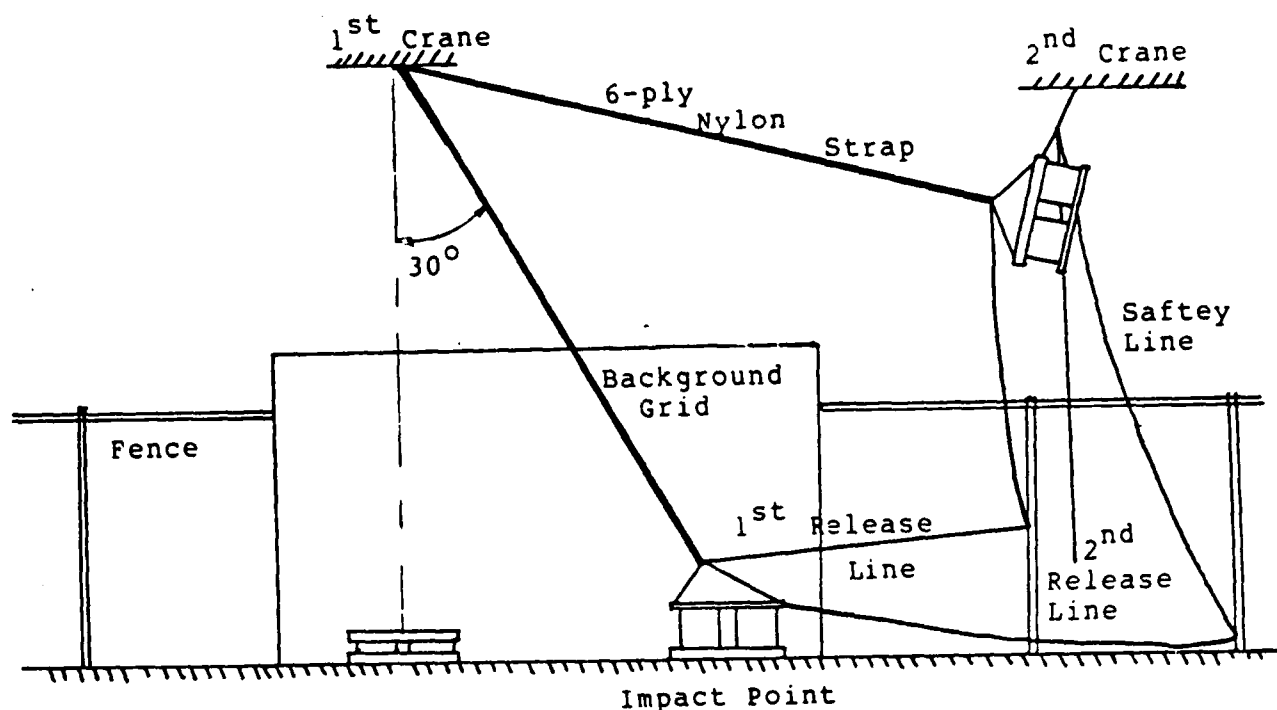 1st Crane
2nd Crane
6-ply
Nylon
Strap
30°
Saftey
Line
Background
Grid
Fence
1st Release
Line
2nd
Release
Line
Impact Point